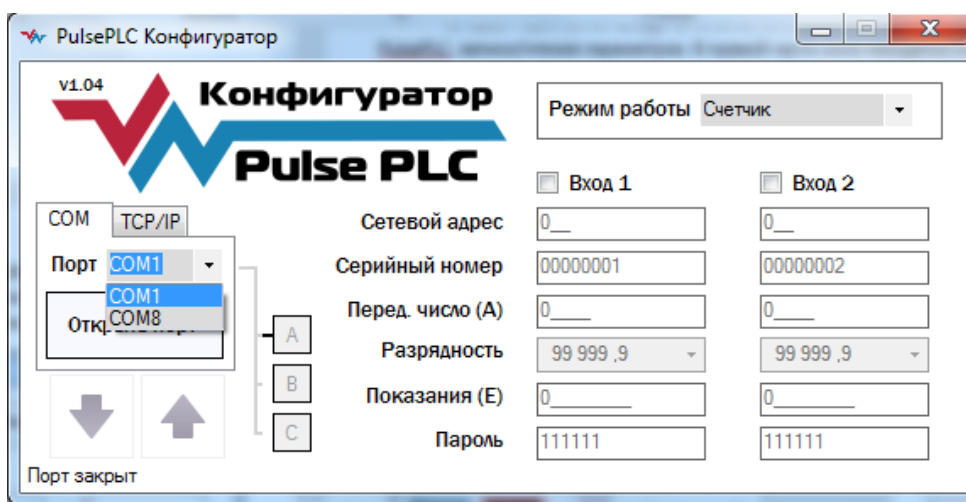 PulsePLC Конфигуратор
v1.04
Конфигуратор
Pulse PLC
Режим работы Счетчик
Вход 1 Вход 2
COM TCP/IP
Сетевой адрес 0__ 0__
Порт COM1
Серийный номер 00000001 00000002
COM1
COM8
Перед. число (А) 0____ 0____
A
Разрядность 99 999 ,9 99 999 ,9
B
Показания (Е) 0________ 0________
C
Пароль 111111 111111
Порт закрыт